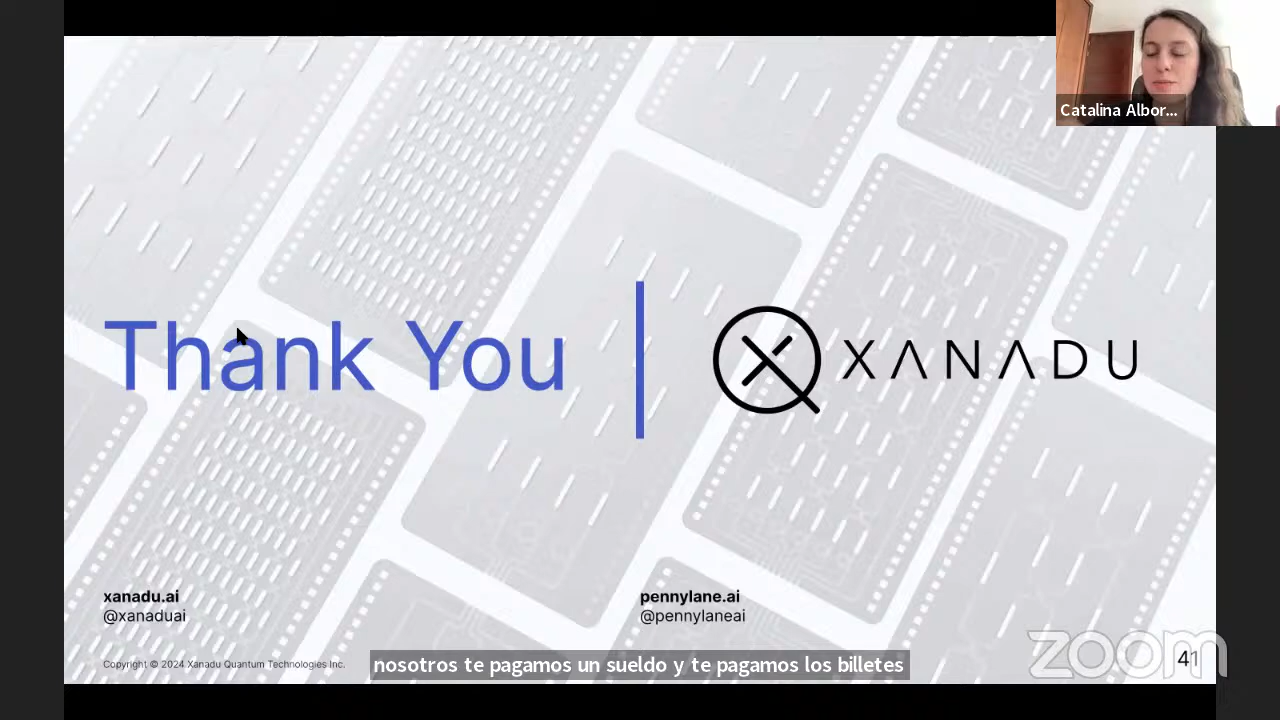 Catalina Albor...
Thank You
XANADU
xanadu.ai
@xanaduai
pennylane.ai
@pennylaneai
Copyright © 2024 Xanadu Quantum Technologies Inc.
nosotros te pagamos un sueldo y te pagamos los billetes
zoom
41